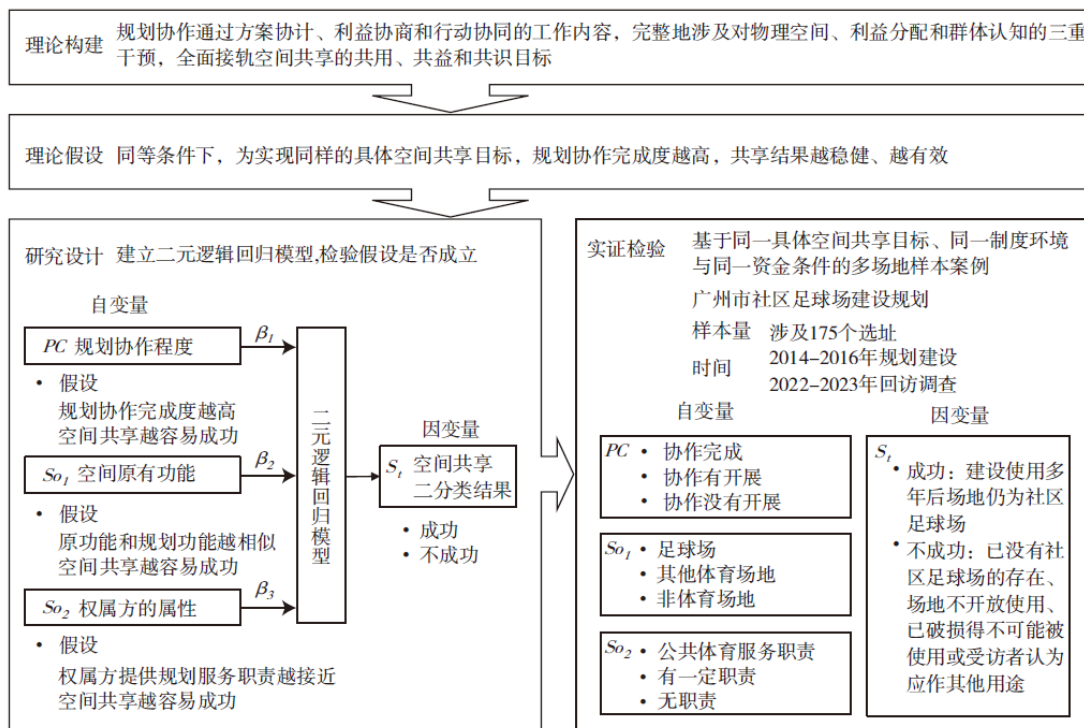 理论构建 规划协作通过方案协计、利益协商和行动协同的工作内容，完整地涉及对物理空间、利益分配和群体认知的三重
干预，全面接轨空间共享的共用、共益和共识目标
理论假设 同等条件下，为实现同样的具体空间共享目标，规划协作完成度越高，共享结果越稳健、越有效
研究设计 建立二元逻辑回归模型,检验假设是否成立
自变量
PC 规划协作程度
β1
• 假设
规划协作完成度越高
空间共享越容易成功
So1 空间原有功能
β2
• 假设
原功能和规划功能越相似
空间共享越容易成功
So2 权属方的属性
β3
• 假设
权属方提供规划服务职责越接近
空间共享越容易成功
二元逻辑回归模型
因变量
St 空间共享
二分类结果
• 成功
• 不成功
实证检验 基于同一具体空间共享目标、同一制度环境
与同一资金条件的多场地样本案例
广州市社区足球场建设规划
样本量 涉及175个选址
时间 2014-2016年规划建设
2022-2023年回访调查
自变量
PC • 协作完成
• 协作有开展
• 协作没有开展
So1 • 足球场
• 其他体育场地
• 非体育场地
So2 • 公共体育服务职责
• 有一定职责
• 无职责
因变量
St
• 成功：建设使用多
年后场地仍为社区
足球场
• 不成功：已没有社
区足球场的存在、
场地不开放使用、
已破损得不可能被
使用或受访者认为
应作其他用途